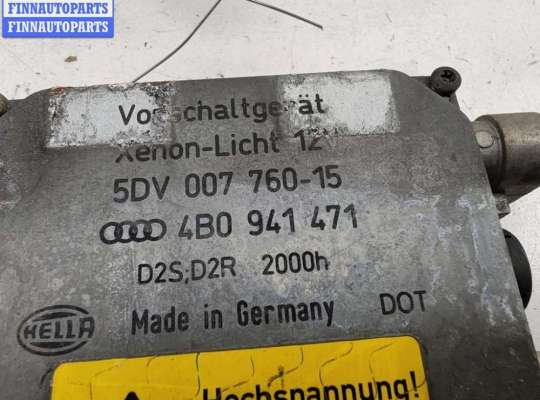 FINNAUTOPARTS
FINNAUTOPARTS
Vorschaltgerät
Xenon-Licht 12V
5DV 007 760-15
4B0 941 471
D2S;D2R 2000h
HELLA
Made in Germany DOT
Hochspannung!